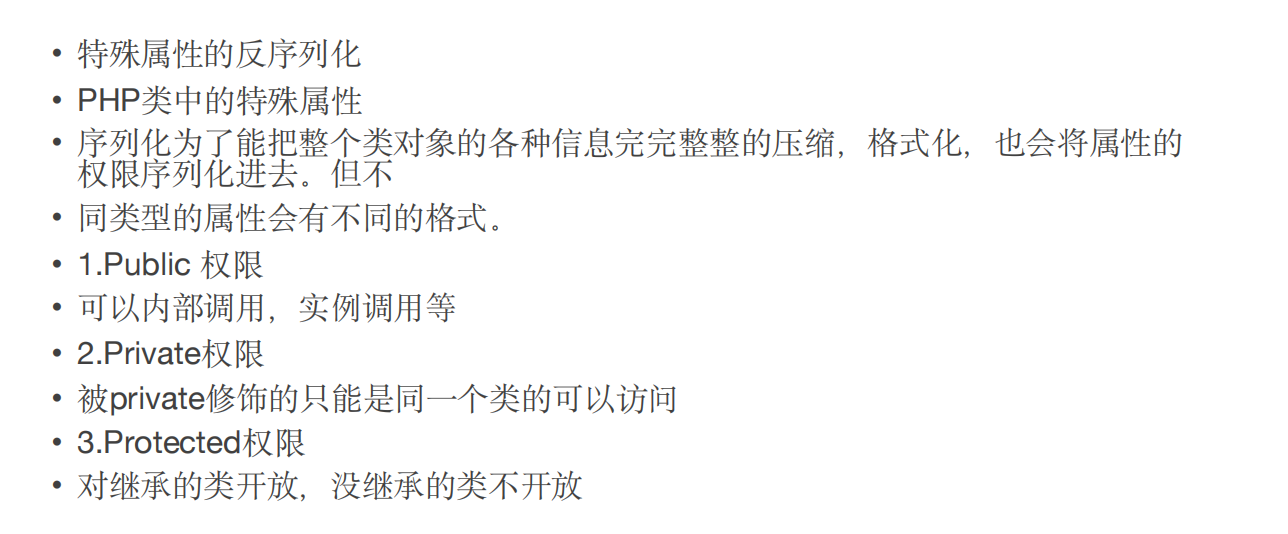 • 特殊属性的反序列化
• PHP类中的特殊属性
• 序列化为了能把整个类对象的各种信息完完整整的压缩，格式化，也会将属性的
权限序列化进去。但不
• 同类型的属性会有不同的格式。
• 1.Public 权限
• 可以内部调用，实例调用等
• 2.Private权限
• 被private修饰的只能是同一个类的可以访问
• 3.Protected权限
• 对继承的类开放，没继承的类不开放